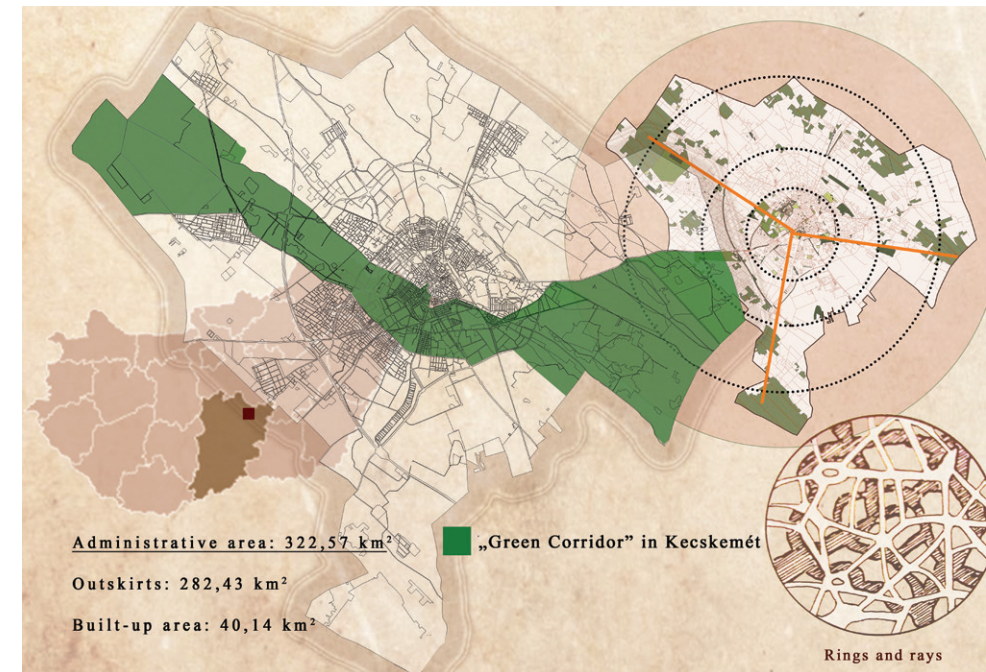 Administrative area: 322,57 km²
„Green Corridor” in Kecskemét
Outskirts: 282,43 km²
Built-up area: 40,14 km²
Rings and rays